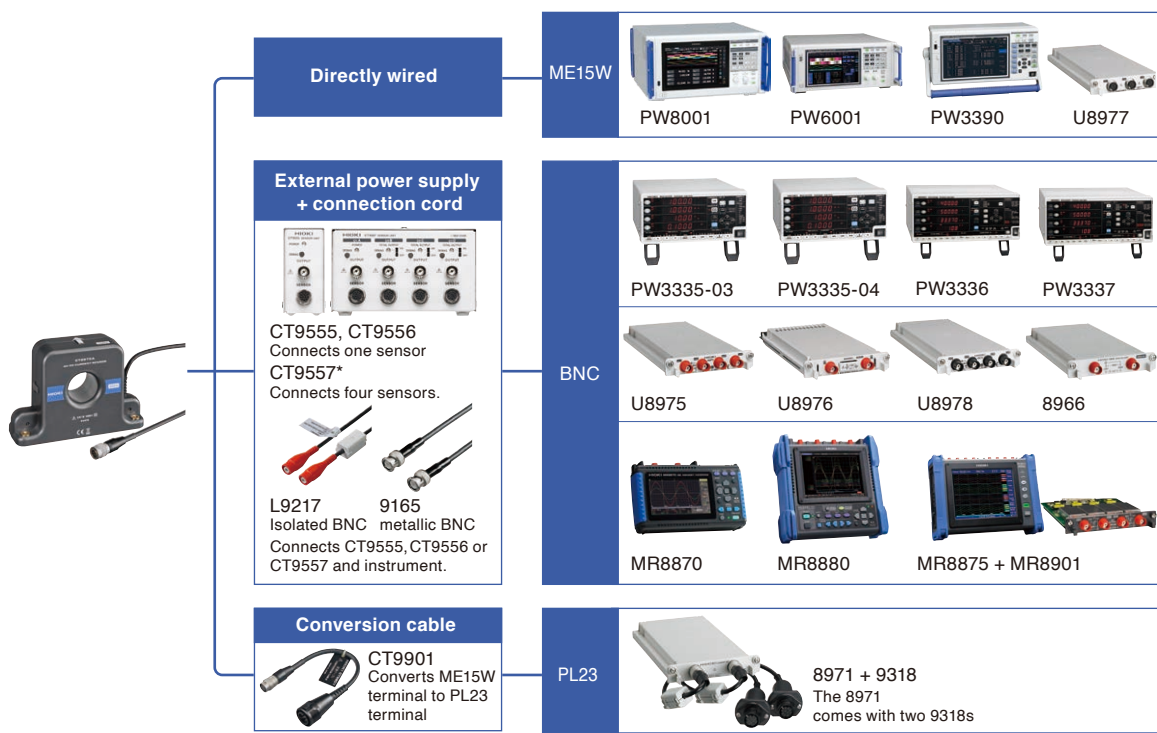 Directly wired
ME15W
PW8001
PW6001
PW3390
U8977
External power supply
+ connection cord
HIOKI
HIOKI
CT9555, CT9556
Connects one sensor
CT9557*
Connects four sensors.
L9217
Isolated BNC
9165
metallic BNC
Connects CT9555, CT9556 or
CT9557 and instrument.
BNC
PW3335-03
PW3335-04
PW3336
PW3337
U8975
U8976
U8978
8966
MR8870
MR8880
MR8875 + MR8901
Conversion cable
CT9901
Converts ME15W
terminal to PL23
terminal
PL23
8971 + 9318
The 8971
comes with two 9318s